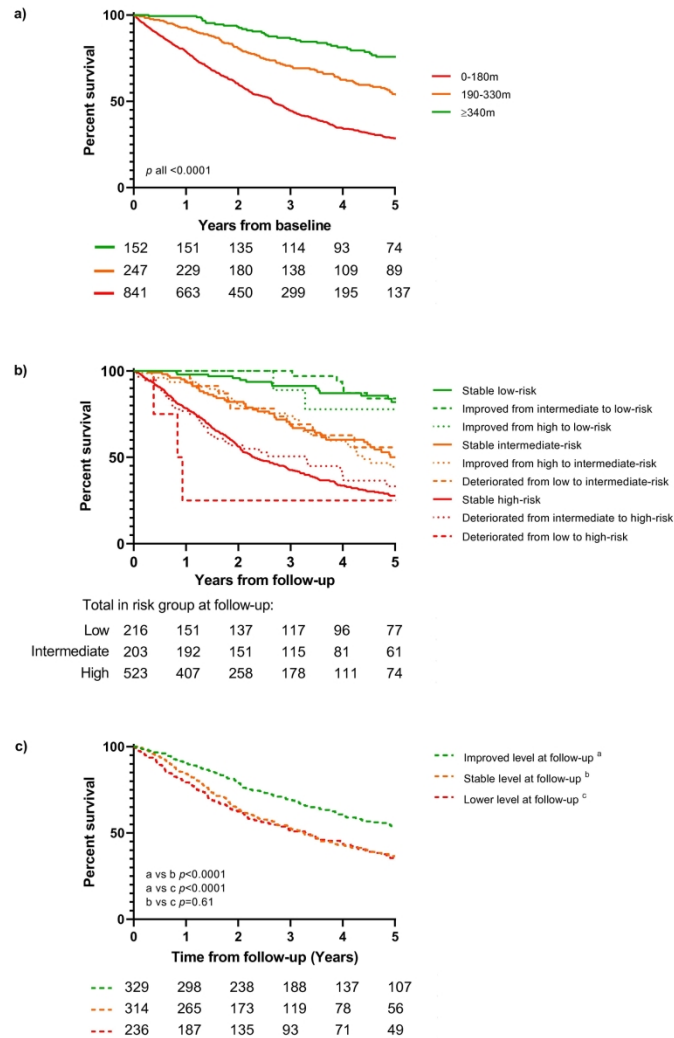 a)
100
50
0
Percent survival
p all <0.0001
0 1 2 3 4 5
Years from baseline
0-180m
190-330m
≥340m
152 151 135 114 93 74
247 229 180 138 109 89
841 663 450 299 195 137
b)
100
50
0
Percent survival
0 1 2 3 4 5
Years from follow-up
Stable low-risk
Improved from intermediate to low-risk
Improved from high to low-risk
Stable intermediate-risk
Improved from high to intermediate-risk
Deteriorated from low to intermediate-risk
Stable high-risk
Deteriorated from intermediate to high-risk
Deteriorated from low to high-risk
Total in risk group at follow-up:
Low 216 151 137 117 96 77
Intermediate 203 192 151 115 81 61
High 523 407 258 178 111 74
c)
100
50
0
Percent survival
a vs b p<0.0001
a vs c p<0.0001
b vs c p=0.61
0 1 2 3 4 5
Time from follow-up (Years)
Improved level at follow-up a
Stable level at follow-up b
Lower level at follow-up c
329 298 238 188 137 107
314 265 173 119 78 56
236 187 135 93 71 49